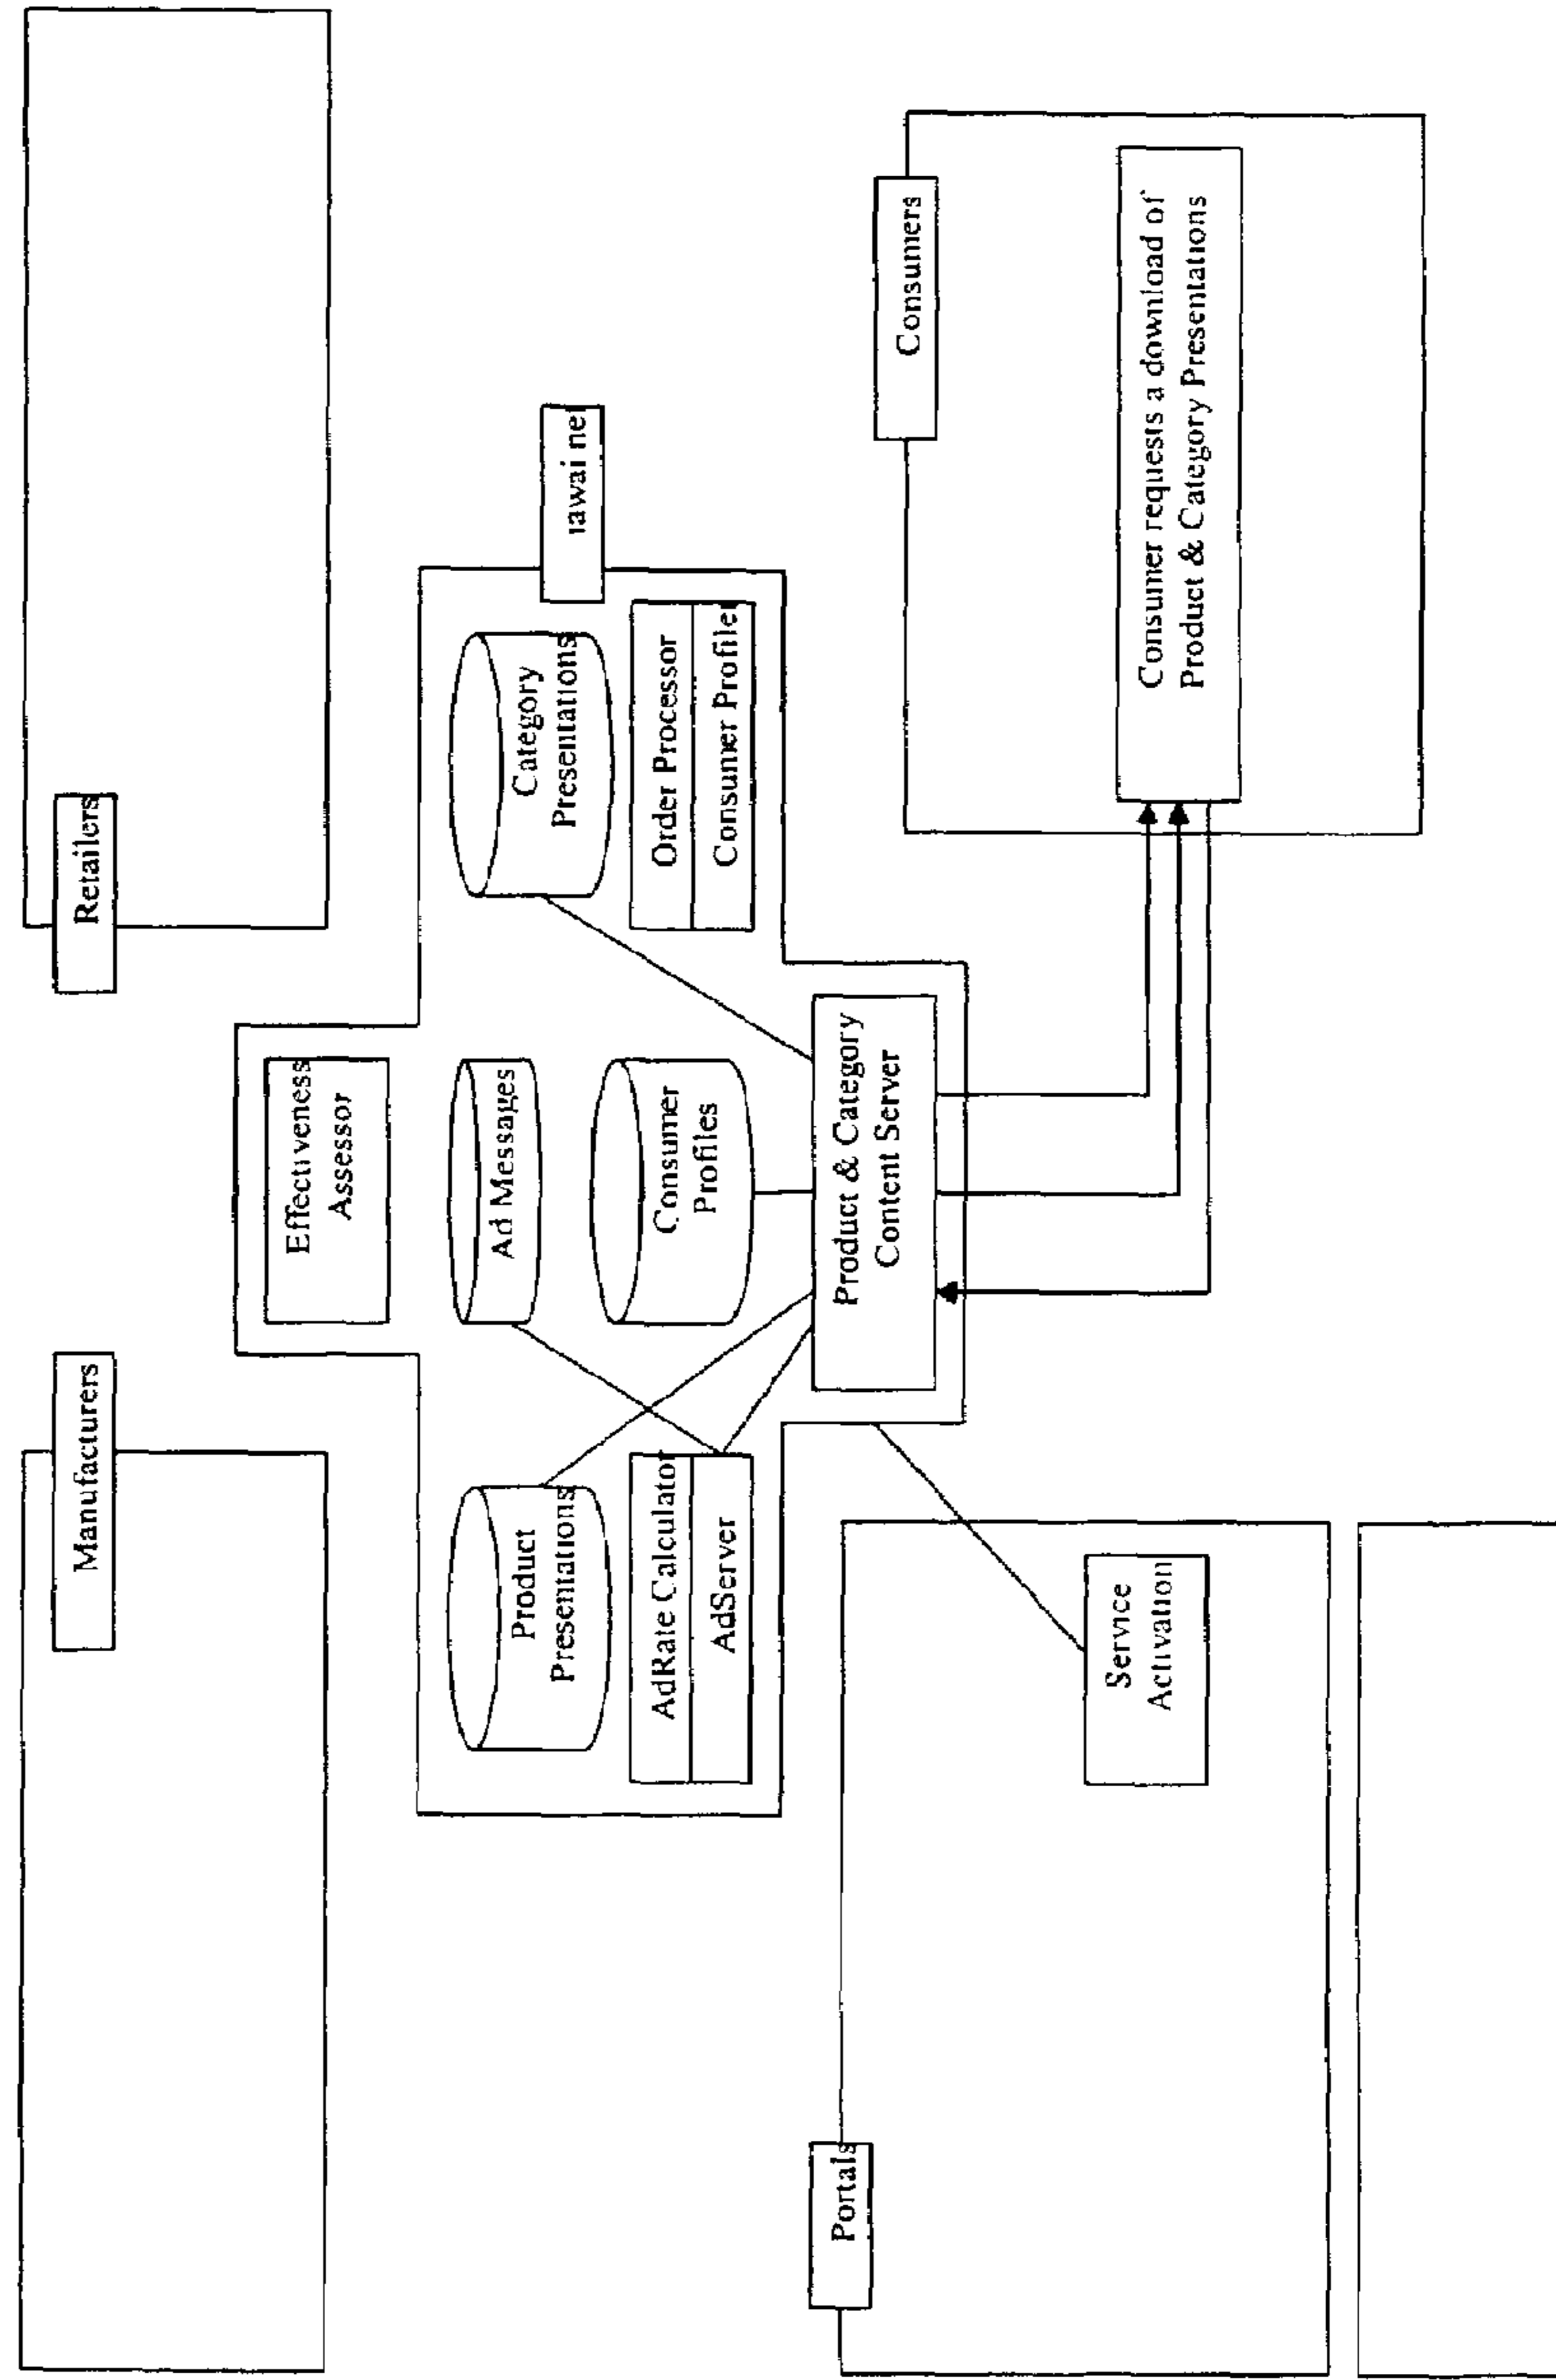 Manufacturers
Retailers
Effectiveness
Assessor
Product
Presentations
Ad Messages
Category
Presentations
AdRate Calculator
AdServer
Consumer
Profiles
Order Processor
Consumer Profile
Product & Category
Content Server
Portals
Service
Activation
Consumers
Consumer requests a download of
Product & Category Presentations